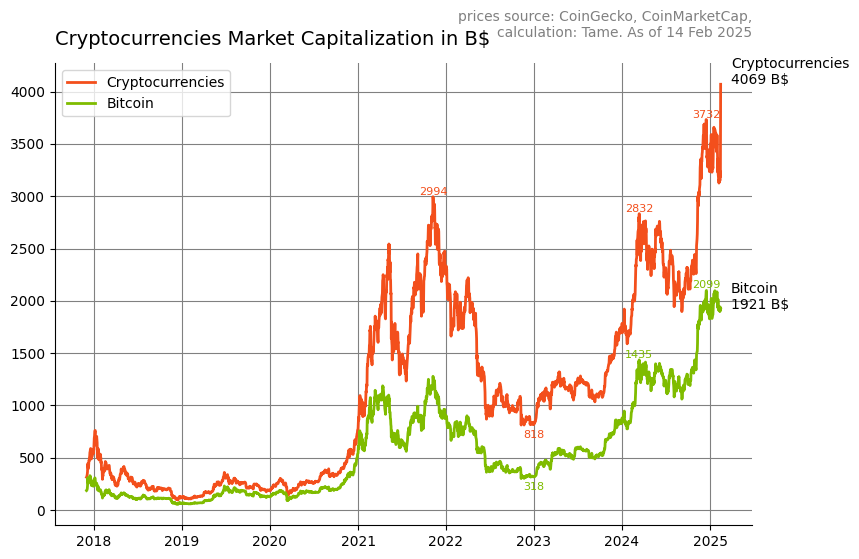 prices source: CoinGecko, CoinMarketCap,
calculation: Tame. As of 14 Feb 2025
Cryptocurrencies Market Capitalization in B$
Cryptocurrencies
Bitcoin
Cryptocurrencies
4069 B$
Bitcoin
1921 B$
4000
3500
3000
2500
2000
1500
1000
500
0
2994
818
2832
3732
318
1435
2099
2018
2019
2020
2021
2022
2023
2024
2025